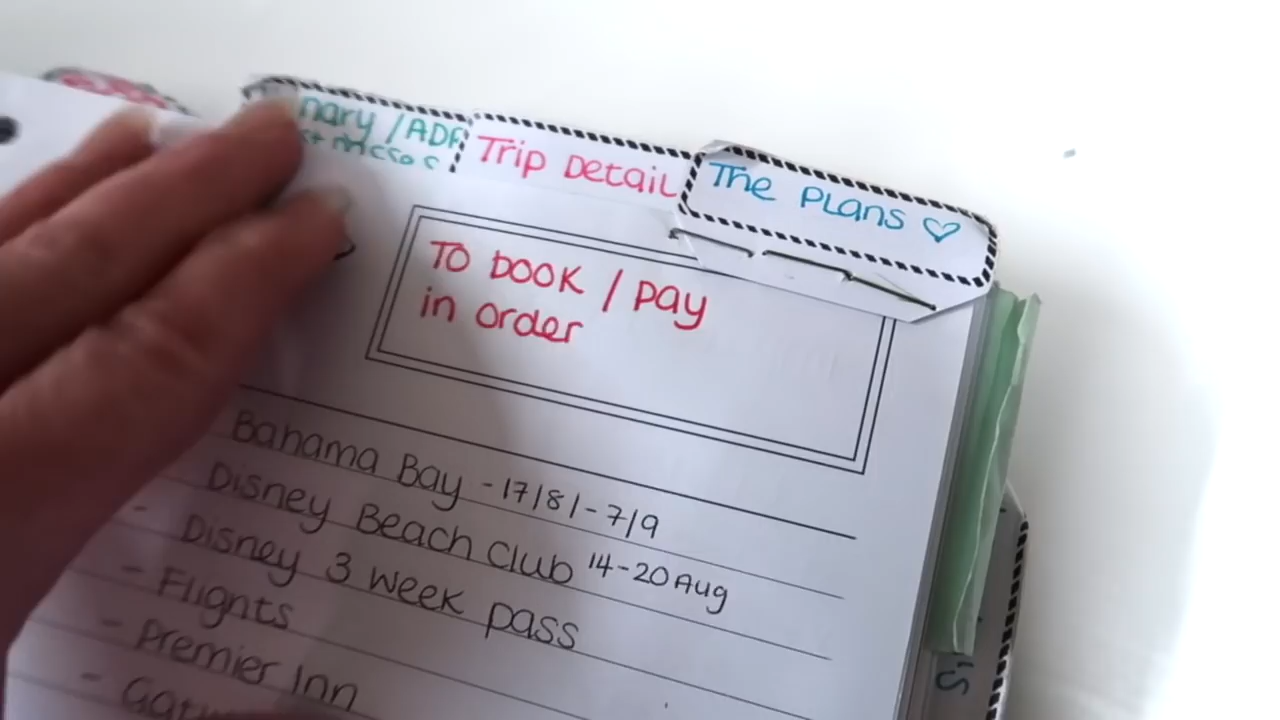 /ADR
Trip Detail
The Plans ♡
To book / pay
in order
Bahama Bay - 17/8/ - 7/9
Disney Beach Club 14-20 Aug
- Disney 3 week pass
- Flights
- Premier Inn